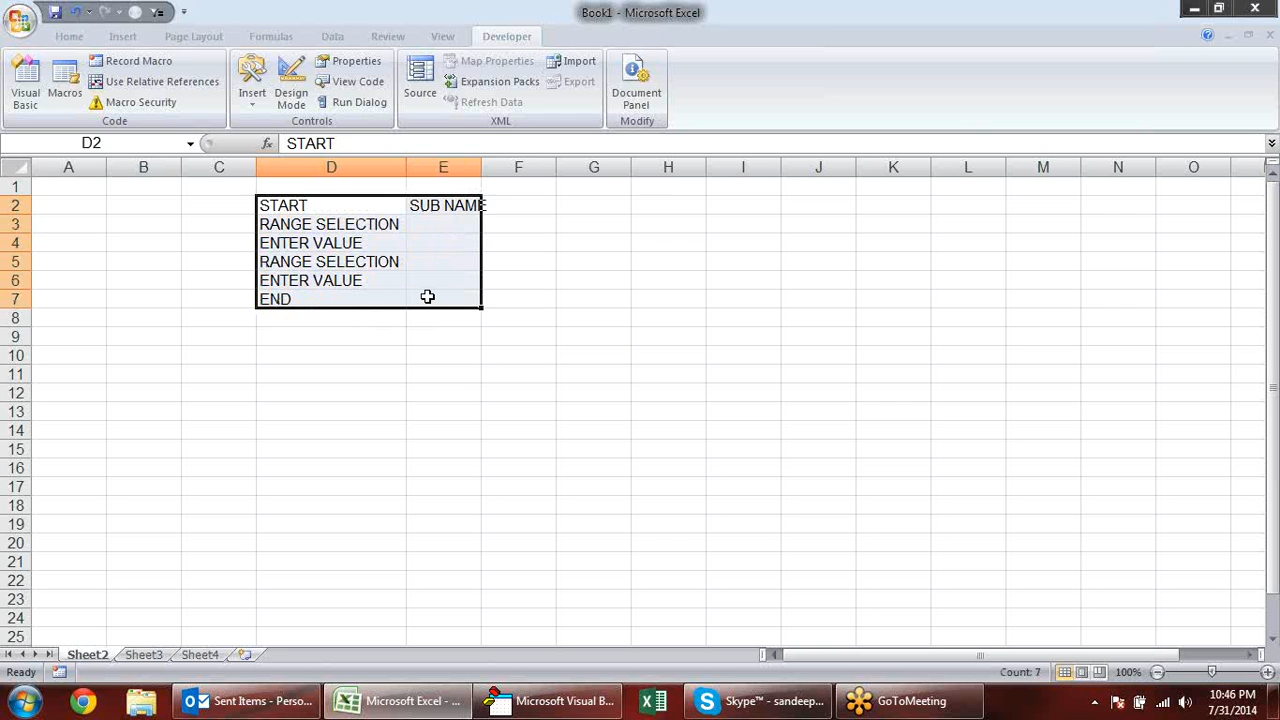 Book1 - Microsoft Excel
Home Insert Page Layout Formulas Data Review View Developer
Visual Basic
Macros
Record Macro
Use Relative References
Macro Security
Code
Insert
Design Mode
Properties
View Code
Run Dialog
Controls
Source
Map Properties
Expansion Packs
Refresh Data
Import
Export
XML
Document Panel
Modify
D2 fx START
A B C D E F G H I J K L M N O
1
2 START SUB NAME
3 RANGE SELECTION
4 ENTER VALUE
5 RANGE SELECTION
6 ENTER VALUE
7 END
8
9
10
11
12
13
14
15
16
17
18
19
20
21
22
23
24
25
Sheet2 Sheet3 Sheet4
Ready Count: 7 100%
Sent Items - Perso... Microsoft Excel - ... Microsoft Visual B... Skype™ - sandeep... GoToMeeting
10:46 PM
7/31/2014